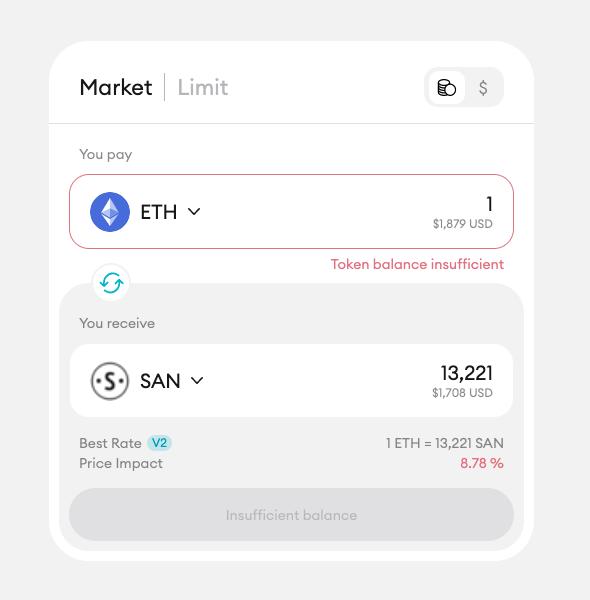 Market Limit $
You pay
ETH 1
$1,879 USD
Token balance insufficient
You receive
S SAN 13,221
$1,708 USD
Best Rate V2 1 ETH = 13,221 SAN
Price Impact 8.78 %
Insufficient balance